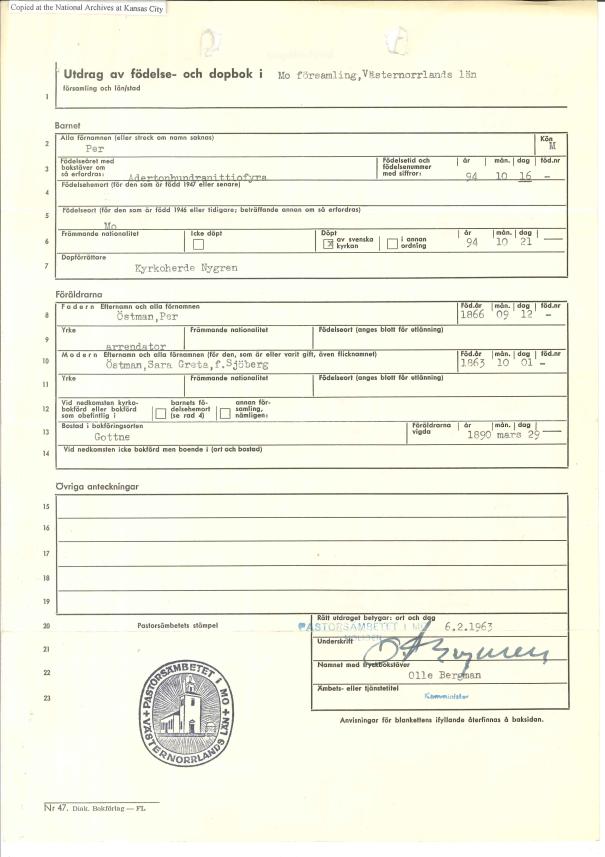 Copied at the National Archives at Kansas City
Utdrag av födelse- och dopbok i Mo församling, Västernorrlands län
församling och län/stad
1
Barnet
2 Alla förnamnen (eller streck om namn saknas) Kön
Per M
3 Födelseåret med bokstäver om så erfordras: Adertonhundranittiofyra Födelsetid och födelsenummer med siffror: år mån. dag föd.nr
94 10 16 –
4 Födelsehemort (för den som är född 1947 eller senare)
5 Födelseort (för den som är född 1946 eller tidigare; beträffande annan om så erfordras)
Mo
6 Främmande nationalitet Icke döpt Döpt x av svenska kyrkan i annan ordning år mån. dag
94 10 21
7 Dopförrättare
Kyrkoherde Nygren
Föräldrarna
8 Fadern Efternamn och alla förnamnen Föd.år mån. dag föd.nr
Östman, Per 1866 09 12 –
9 Yrke Främmande nationalitet Födelseort (anges blott för utlänning)
arrendator
10 Modern Efternamn och alla förnamnen (för den, som är eller varit gift, även flicknamnet) Föd.år mån. dag föd.nr
Östman, Sara Greta, f. Sjöberg 1863 10 01 –
11 Yrke Främmande nationalitet Födelseort (anges blott för utlänning)
12 Vid nedkomsten kyrko-bokförd eller bokförd som obefintlig i barnets fö-delsehemort (se rad 4) annan för-samling, nämligen:
13 Bostad i bokföringsorten Föräldrarna vigda år mån. dag
Gottne 1890 mars 29
14 Vid nedkomsten icke bokförd men boende i (ort och bostad)
Övriga anteckningar
15
16
17
18
19
20 Pastorsämbetets stämpel Rätt utdraget betygar: ort och dag
PASTORSÄMBETET I MO 6.2.1963
21 Underskrift
22 Namnet med tryckbokstäver
Olle Bergman
23 Ämbets- eller tjänstetitel
Komminister
PASTORSÄMBETET I MO
VÄSTERNORRLANDS LÄN
Anvisningar för blankettens ifyllande återfinnas å baksidan.
Nr 47. Diak. Bokförlag — FL